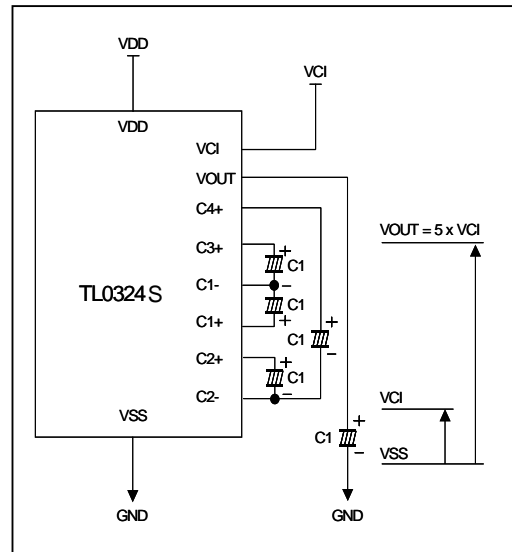 VDD
VCI
VDD
VCI
VOUT
C4+
VOUT = 5 x VCI
C3+
+
C1
C1-
–
TL0324S
C1
C1+
+
+
C1
–
C2+
+
C1
C2-
–
VCI
VSS
+
C1
–
VSS
GND
GND